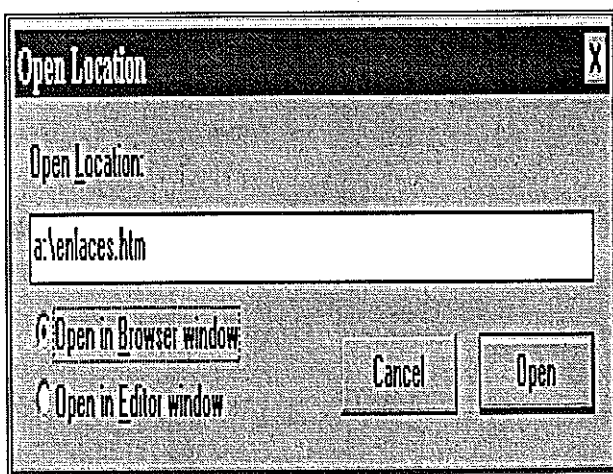 Open Location
X
Open Location:
a:\enlaces.htm
Open in Browser window
Open in Editor window
Cancel
Open